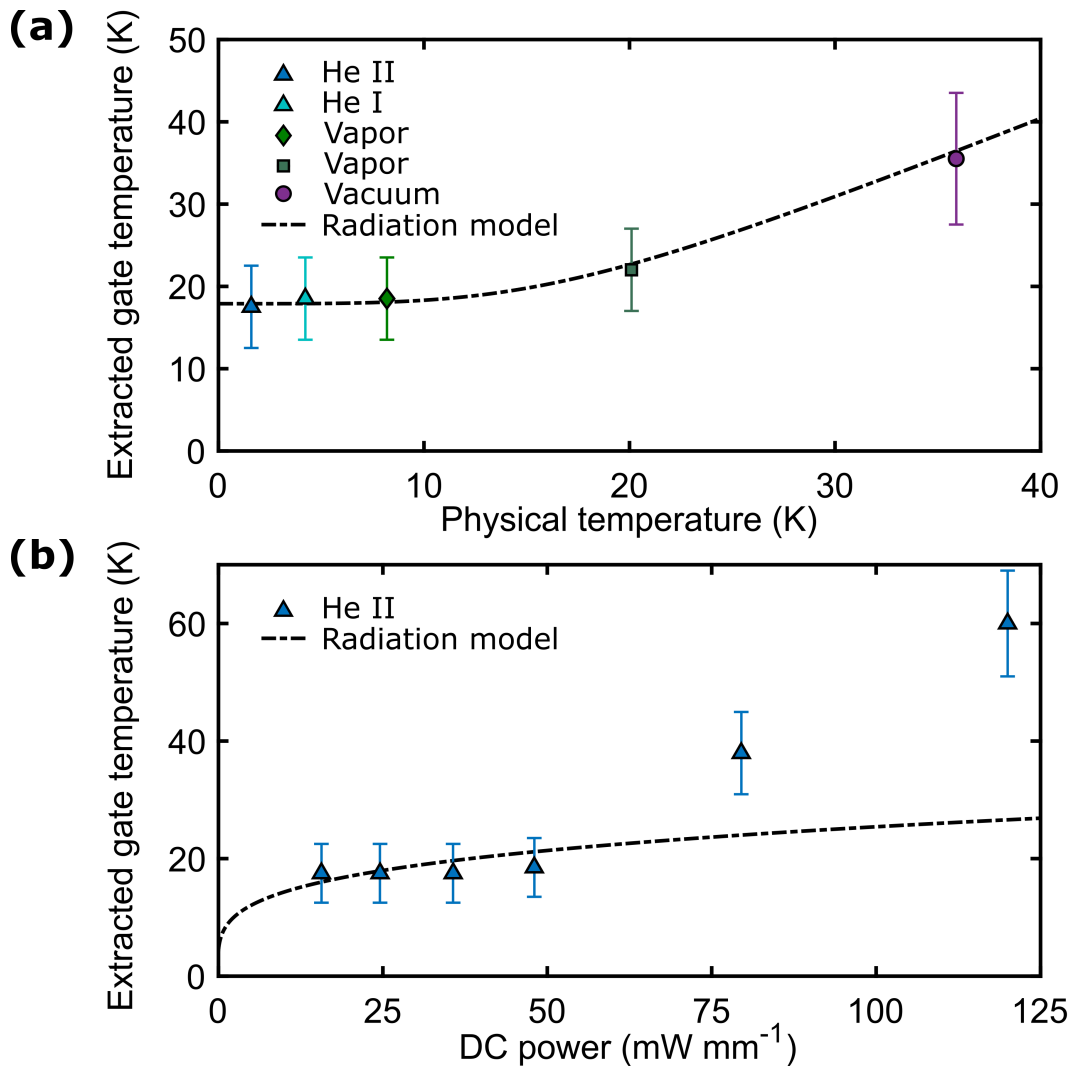 (a)
Extracted gate temperature (K)
50
40
30
20
10
0
He II
He I
Vapor
Vapor
Vacuum
Radiation model
0 10 20 30 40
Physical temperature (K)
(b)
Extracted gate temperature (K)
60
40
20
0
He II
Radiation model
0 25 50 75 100 125
DC power (mW mm⁻¹)